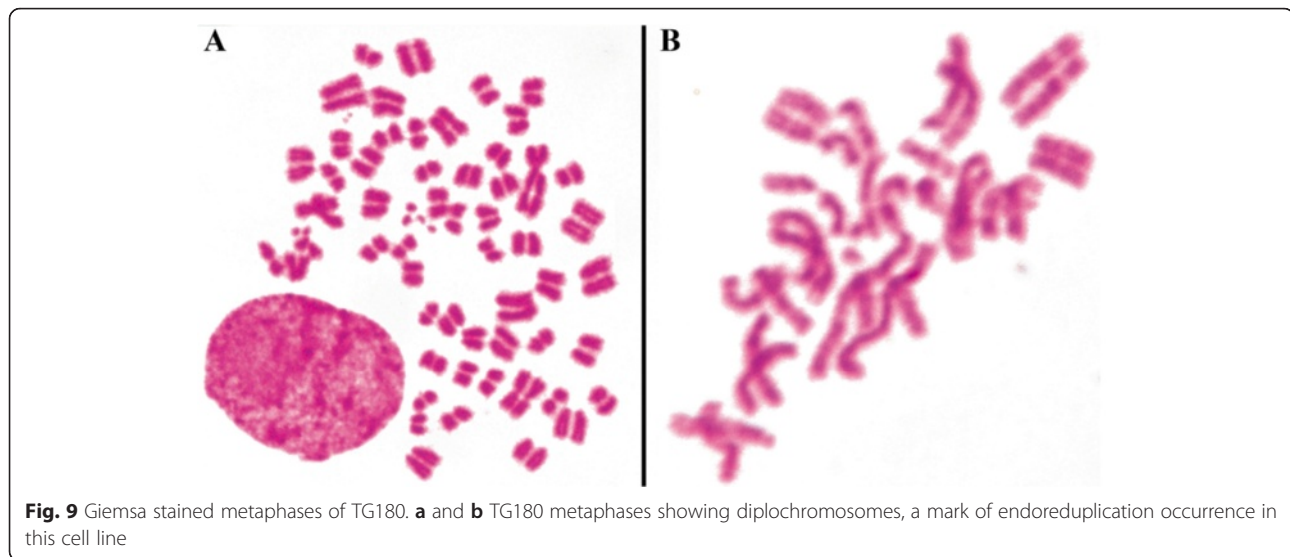 A
B
Fig. 9 Giemsa stained metaphases of TG180. a and b TG180 metaphases showing diplochromosomes, a mark of endoreduplication occurrence in
this cell line